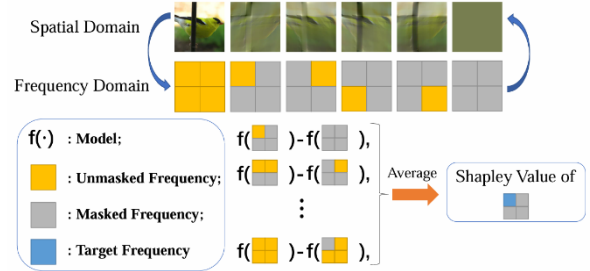 Spatial Domain
Frequency Domain
f(·) : Model;
: Unmasked Frequency;
: Masked Frequency;
: Target Frequency
f( )-f( ),
f( )-f( ),
⋮
f( )-f( ),
Average
Shapley Value of